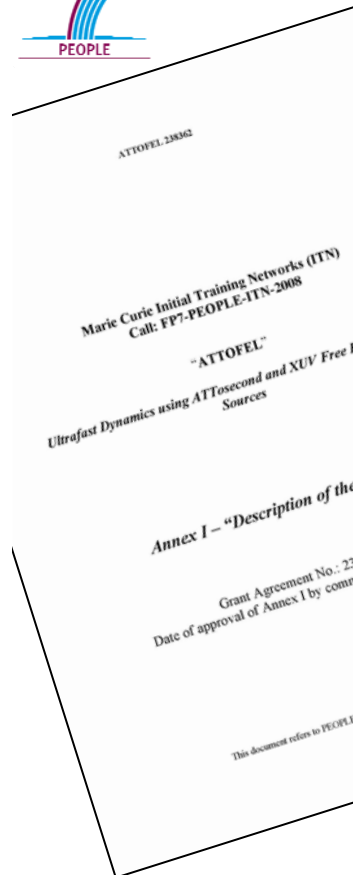 PEOPLE
ATTOFEL 238362
Marie Curie Initial Training Networks (ITN)
Call: FP7-PEOPLE-ITN-2008
"ATTOFEL"
Ultrafast Dynamics using ATTosecond and XUV Free
Sources
Annex I – "Description of the
Grant Agreement No.: 23
Date of approval of Annex I by
This document refers to PEOPLE